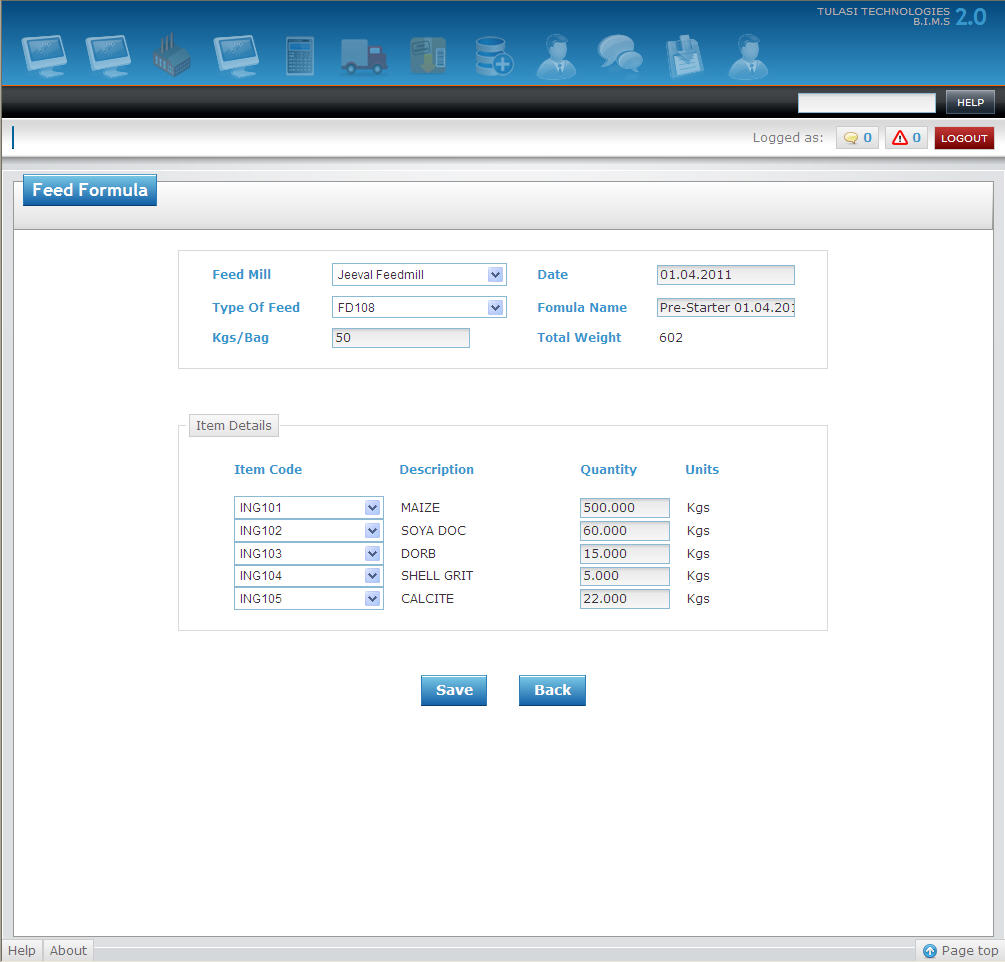 TULASI TECHNOLOGIES
B.I.M.S 2.0
HELP
Logged as: 0 0 LOGOUT
Feed Formula
Feed Mill Jeeval Feedmill Date 01.04.2011
Type Of Feed FD108 Fomula Name Pre-Starter 01.04.201
Kgs/Bag 50 Total Weight 602
Item Details
Item Code Description Quantity Units
ING101 MAIZE 500.000 Kgs
ING102 SOYA DOC 60.000 Kgs
ING103 DORB 15.000 Kgs
ING104 SHELL GRIT 5.000 Kgs
ING105 CALCITE 22.000 Kgs
Save Back
Help About Page top